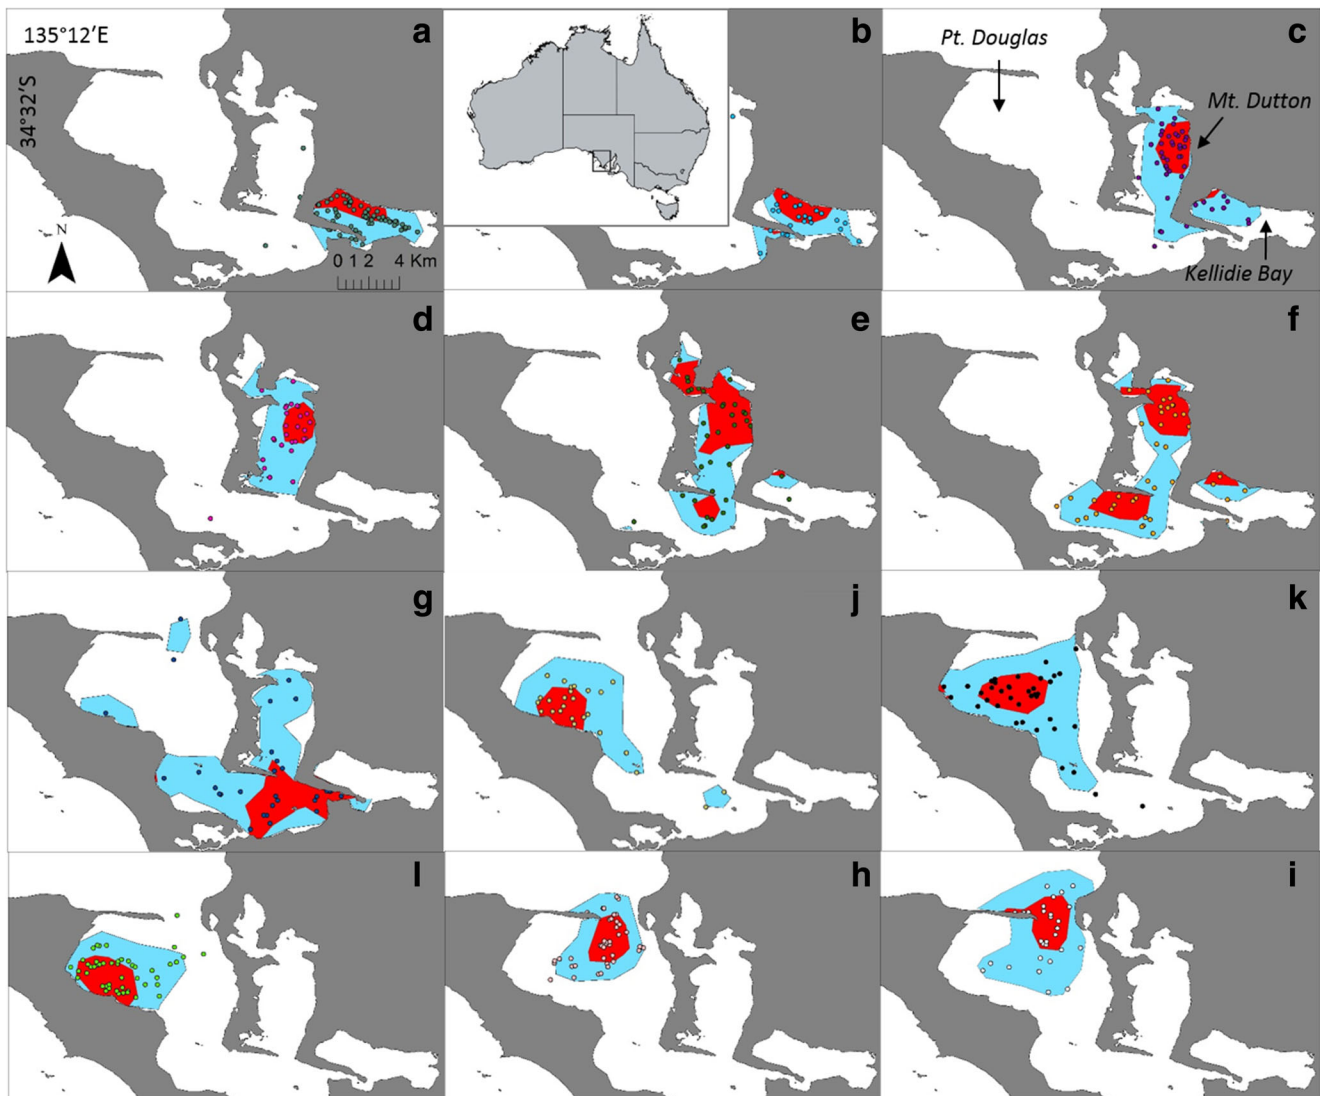 135°12'E
a
b
c
34°32'S
Pt. Douglas
Mt. Dutton
N
0 1 2 4 Km
Kellidie Bay
d
e
f
g
j
k
l
h
i